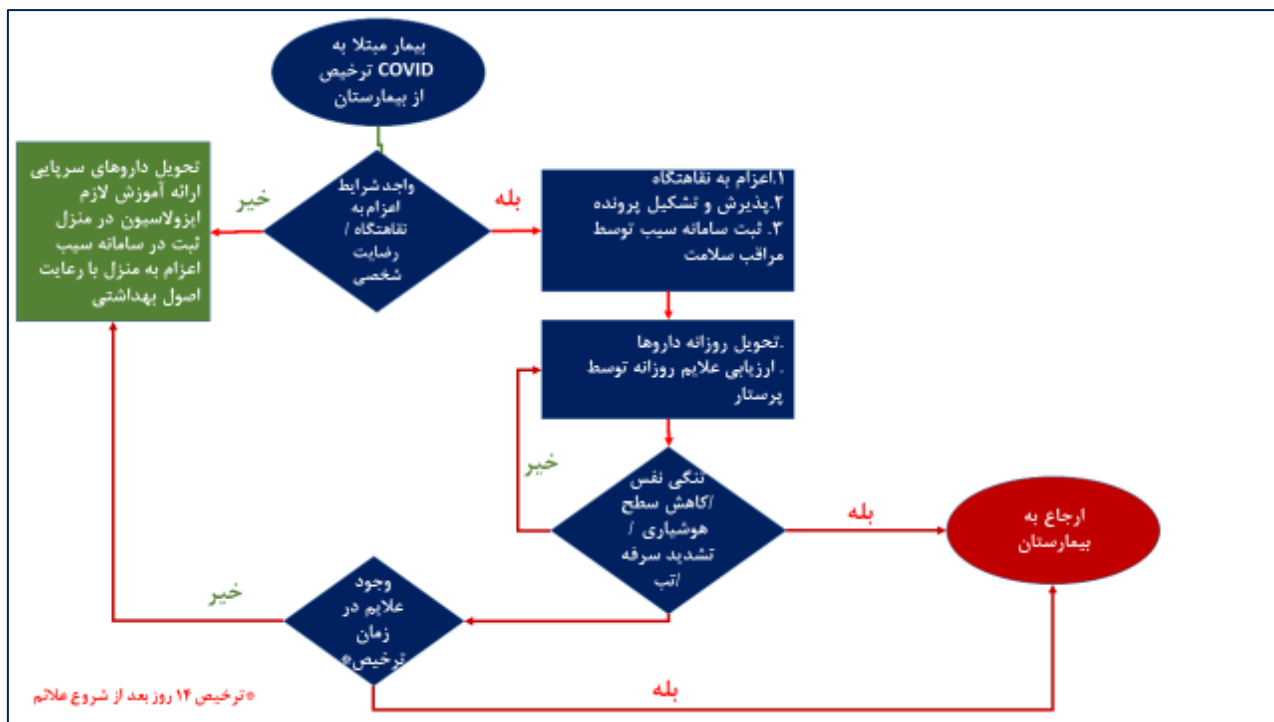 بیمار مبتلا به
COVID ترخیص
از بیمارستان
واجد شرایط
اعزام به
نقاهتگاه /
رضایت
شخصی
خیر
بله
تحویل داروهای سرپایی
ارائه آموزش لازم
ایزولاسیون در منزل
ثبت در سامانه سیب
اعزام به منزل با رعایت
اصول بهداشتی
۱.اعزام به نقاهتگاه
۲.پذیرش و تشکیل پرونده
۳. ثبت سامانه سیب توسط
مراقب سلامت
.تحویل روزانه داروها
. ارزیابی علایم روزانه توسط
پرستار
خیر
تنگی نفس
/کاهش سطح
هوشیاری /
تشدید سرفه
/تب
بله
ارجاع به
بیمارستان
خیر
وجود
علایم در
زمان
ترخیص*
بله
*ترخیص ۱۴ روز بعد از شروع علائم